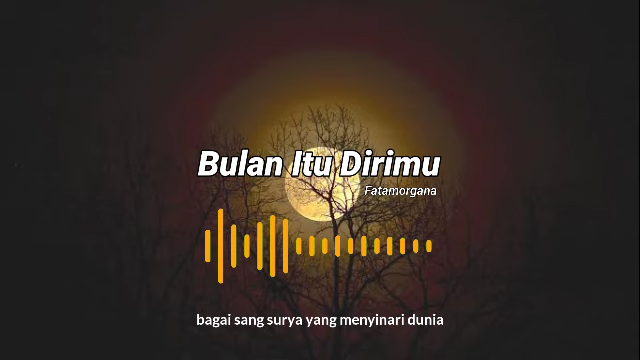 Bulan Itu Dirimu
Fatamorgana
bagai sang surya yang menyinari dunia